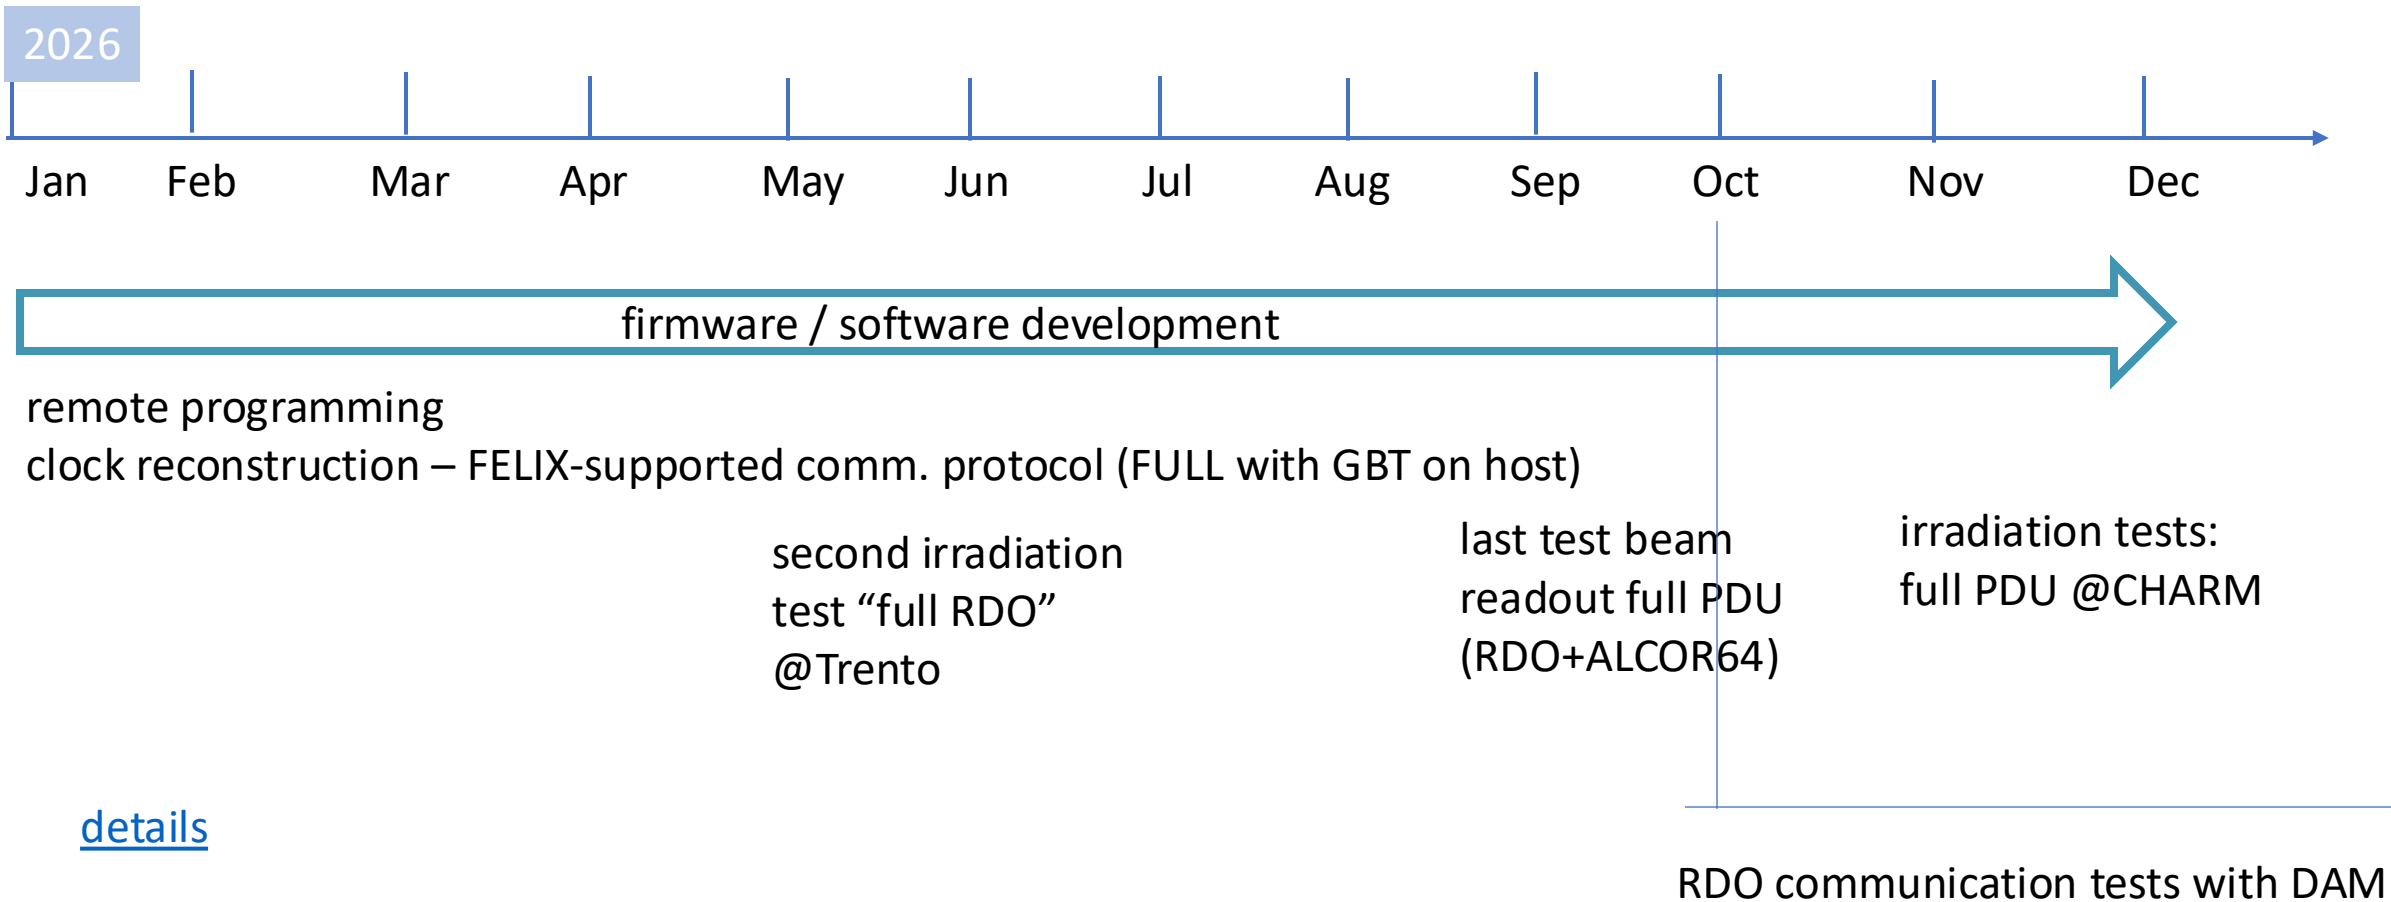 2026
Jan Feb Mar Apr May Jun Jul Aug Sep Oct Nov Dec
firmware / software development
remote programming
clock reconstruction – FELIX-supported comm. protocol (FULL with GBT on host)
second irradiation
test “full RDO”
@Trento
last test beam
readout full PDU
(RDO+ALCOR64)
irradiation tests:
full PDU @CHARM
details
RDO communication tests with DAM